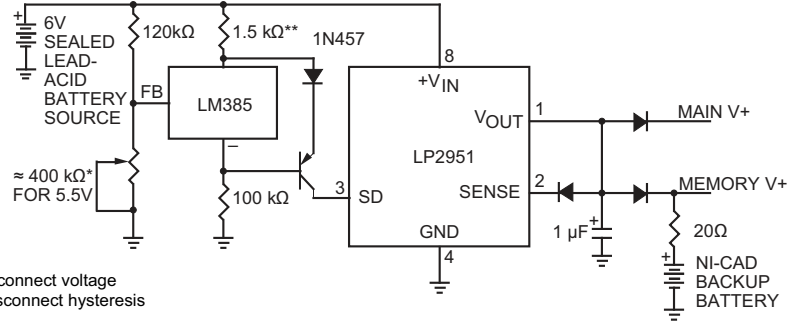 6V
SEALED
LEAD-
ACID
BATTERY
SOURCE
+
120kΩ
1.5 kΩ**
1N457
FB
LM385
−
≈ 400 kΩ*
FOR 5.5V
100 kΩ
3
SD
8
+VIN
VOUT
1
LP2951
SENSE
2
GND
4
MAIN V+
MEMORY V+
1 µF
+
20Ω
+
NI-CAD
BACKUP
BATTERY
connect voltage
sconnect hysteresis